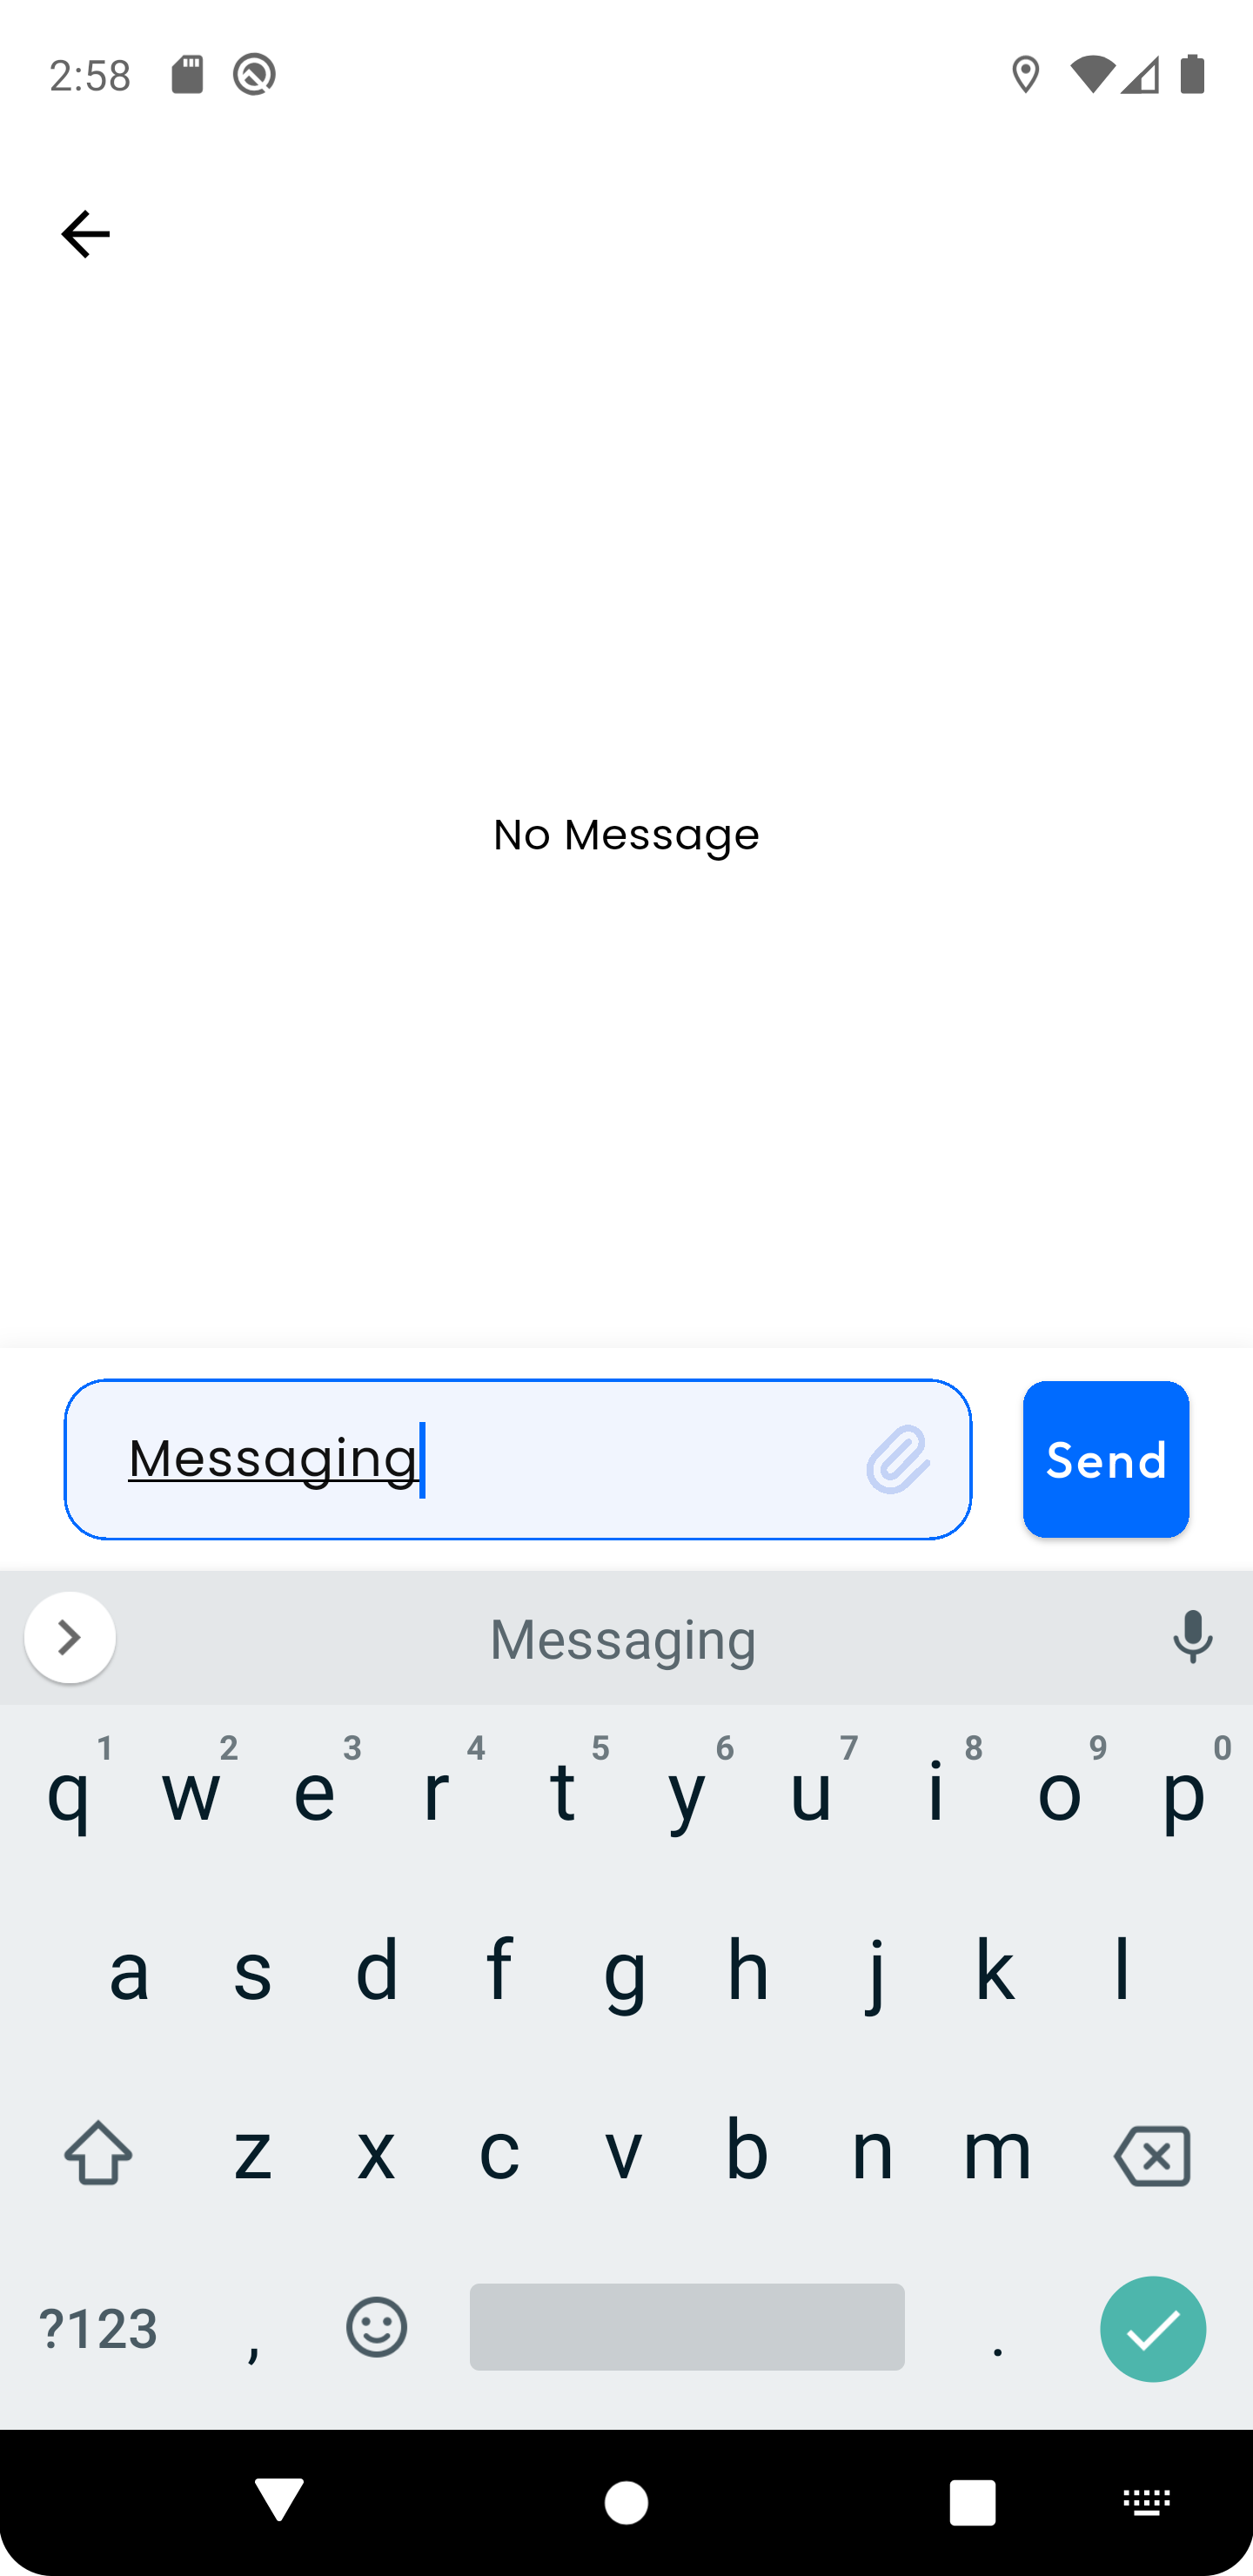 2:58
No Message
Messaging
Send
Messaging
1 2 3 4 5 6 7 8 9 0
q w e r t y u i o p
a s d f g h j k l
z x c v b n m
?123 , .